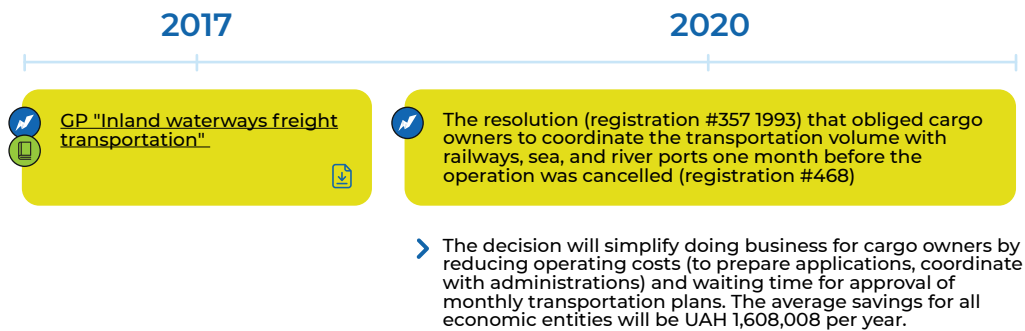 2017
2020
GP "Inland waterways freight
transportation"
The resolution (registration #357 1993) that obliged cargo
owners to coordinate the transportation volume with
railways, sea, and river ports one month before the
operation was cancelled (registration #468)
The decision will simplify doing business for cargo owners by
reducing operating costs (to prepare applications, coordinate
with administrations) and waiting time for approval of
monthly transportation plans. The average savings for all
economic entities will be UAH 1,608,008 per year.